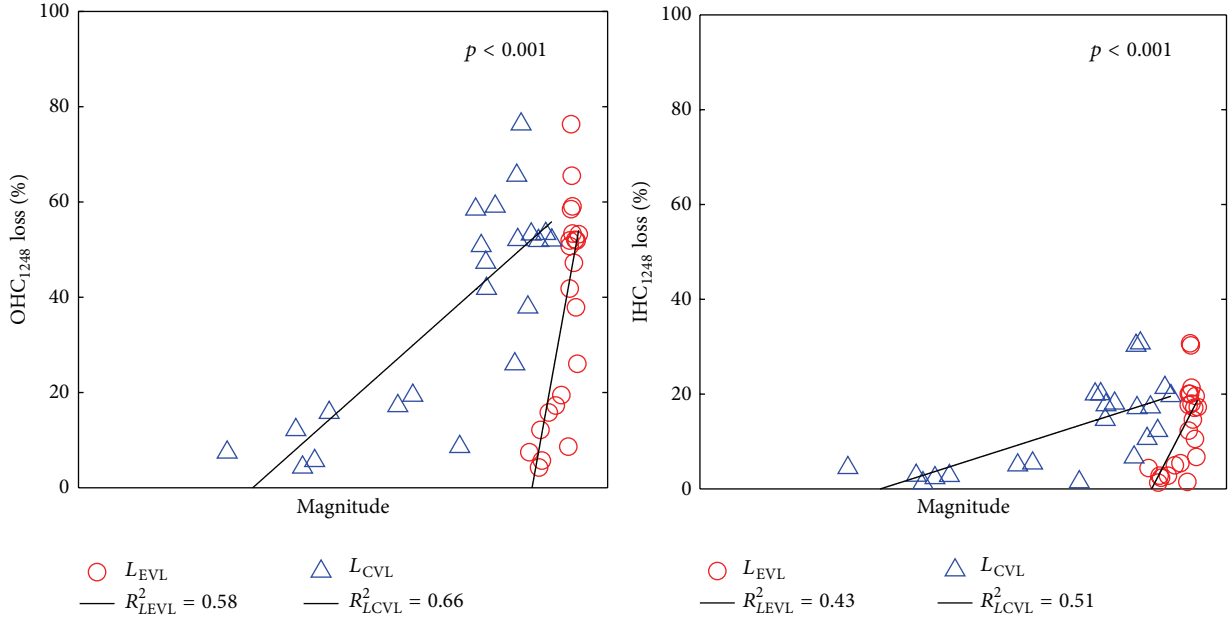 100
80
60
40
20
0
OHC1248 loss (%)
p < 0.001
Magnitude
LEVL
LCVL
R²LEVL = 0.58
R²LCVL = 0.66
100
80
60
40
20
0
IHC1248 loss (%)
p < 0.001
Magnitude
LEVL
LCVL
R²LEVL = 0.43
R²LCVL = 0.51